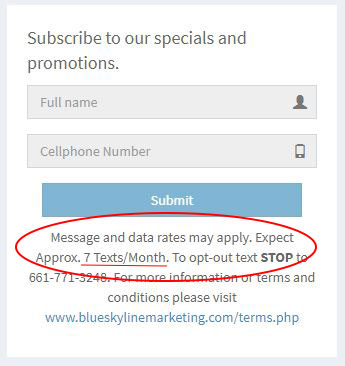 Subscribe to our specials and
promotions.
Full name
Cellphone Number
Submit
Message and data rates may apply. Expect
Approx. 7 Texts/Month. To opt-out text STOP to
661-771-3248. For more information or terms and
conditions please visit
www.blueskylinemarketing.com/terms.php